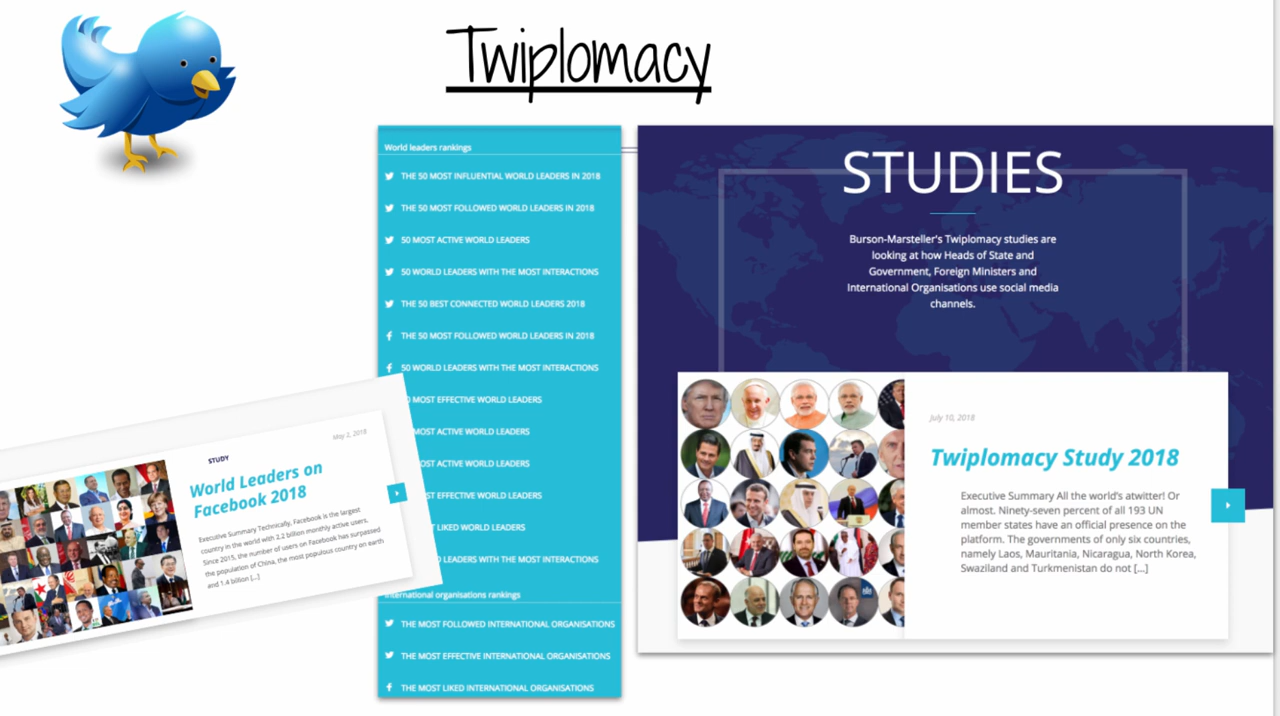 Twiplomacy
World leaders rankings
THE 50 MOST INFLUENTIAL WORLD LEADERS IN 2018
THE 50 MOST FOLLOWED WORLD LEADERS IN 2018
50 MOST ACTIVE WORLD LEADERS
50 WORLD LEADERS WITH THE MOST INTERACTIONS
THE 50 BEST CONNECTED WORLD LEADERS 2018
THE 50 MOST FOLLOWED WORLD LEADERS IN 2018
50 WORLD LEADERS WITH THE MOST INTERACTIONS
MOST EFFECTIVE WORLD LEADERS
MOST ACTIVE WORLD LEADERS
MOST ACTIVE WORLD LEADERS
EFFECTIVE WORLD LEADERS
LIKED WORLD LEADERS
LEADERS WITH THE MOST INTERACTIONS
International organisations rankings
THE MOST FOLLOWED INTERNATIONAL ORGANISATIONS
THE MOST EFFECTIVE INTERNATIONAL ORGANISATIONS
THE MOST LIKED INTERNATIONAL ORGANISATIONS
May 2, 2018
STUDY
World Leaders on
Facebook 2018
Executive Summary Technically, Facebook is the largest
country in the world with 2.2 billion monthly active users.
Since 2015, the number of users on Facebook has surpassed
the population of China, the most populous country on earth
and 1.4 billion [...]
STUDIES
Burson-Marsteller's Twiplomacy studies are
looking at how Heads of State and
Government, Foreign Ministers and
International Organisations use social media
channels.
July 10, 2018
Twiplomacy Study 2018
Executive Summary All the world's atwitter! Or
almost. Ninety-seven percent of all 193 UN
member states have an official presence on the
platform. The governments of only six countries,
namely Laos, Mauritania, Nicaragua, North Korea,
Swaziland and Turkmenistan do not [...]